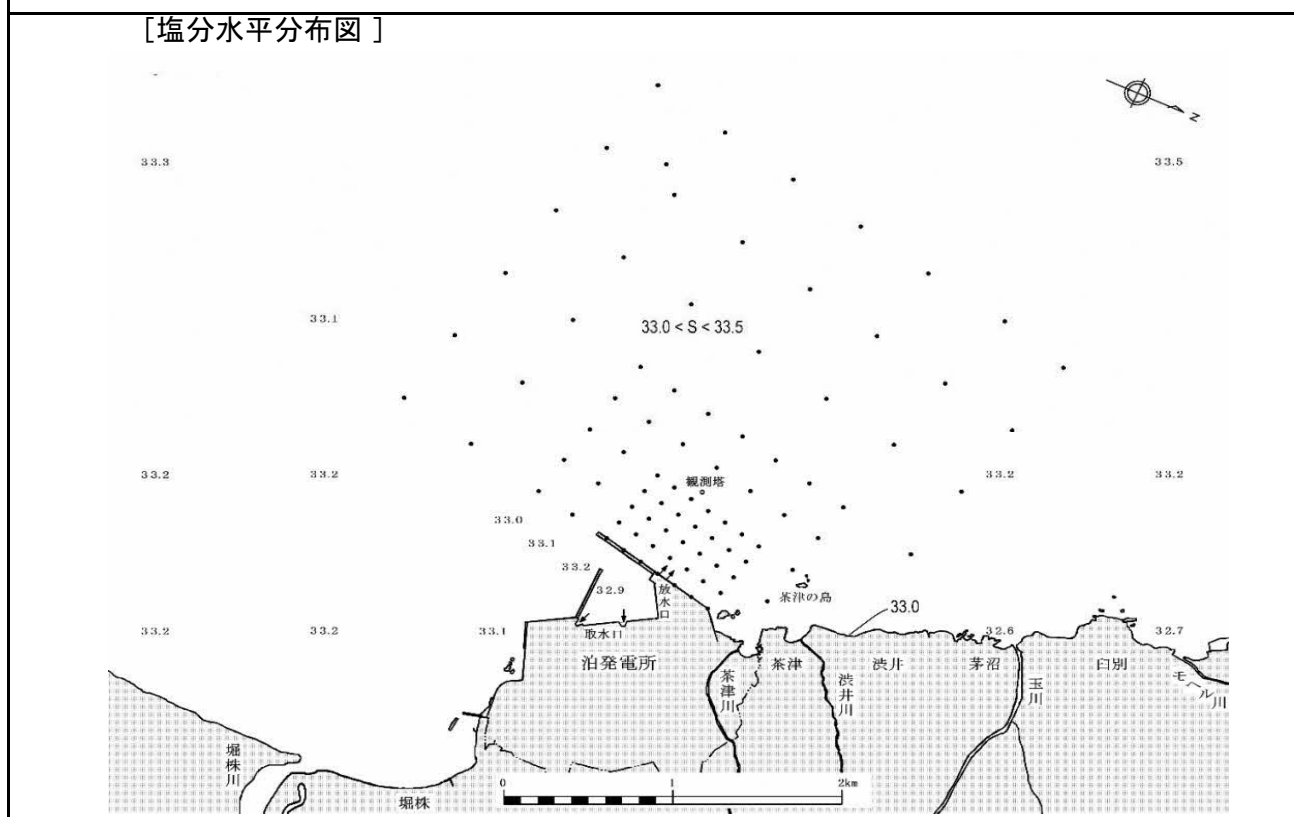 ［塩分水平分布図 ］
N
33.3
33.5
33.1
33.0 < S < 33.5
33.2
33.2
33.2
33.2
観測塔
33.0
33.1
33.2
32.9
放水口
茶津の島
33.0
33.2
33.2
33.1
取水口
32.6
32.7
泊発電所
茶津
渋井
茅沼
臼別
茶津川
渋井川
玉川
モヘル川
堀株川
堀株
0
1
2km